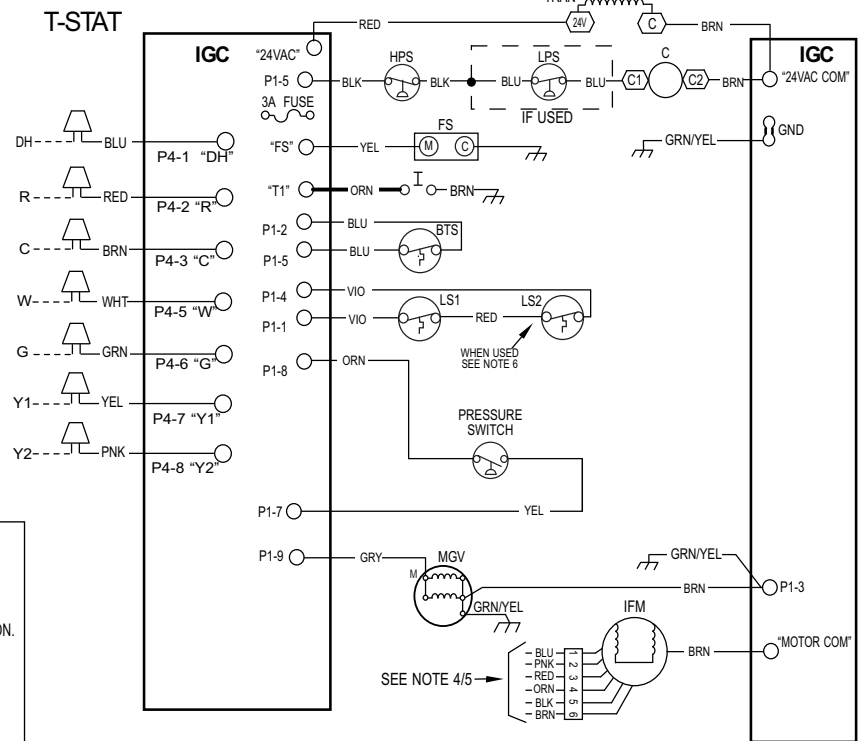 TRAN
T-STAT
RED
24V
C
BRN
IGC
"24VAC"
HPS
LPS
C
IGC
P1-5
BLK
BLK
BLU
BLU
C1
C2
BRN
"24VAC COM"
3A FUSE
IF USED
FS
GND
DH
BLU
P4-1 "DH"
"FS"
YEL
M
C
GRN/YEL
R
RED
P4-2 "R"
"T1"
ORN
BRN
P1-2
BLU
BTS
C
BRN
P4-3 "C"
P1-5
BLU
W
WHT
P4-5 "W"
P1-4
VIO
LS1
LS2
P1-1
VIO
RED
G
GRN
P4-6 "G"
WHEN USED
SEE NOTE 6
P1-8
ORN
Y1
YEL
P4-7 "Y1"
PRESSURE
SWITCH
Y2
PNK
P4-8 "Y2"
P1-7
YEL
P1-9
GRY
MGV
M
GRN/YEL
BRN
P1-3
GRN/YEL
IFM
ON.
BRN
"MOTOR COM"
SEE NOTE 4/5
BLU 1
PNK 2
RED 3
ORN 4
BLK 5
BRN 6